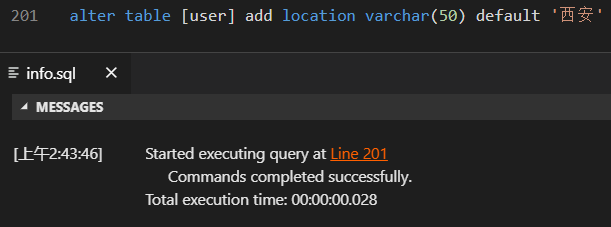 201 alter table [user] add location varchar(50) default '西安'
info.sql
MESSAGES
[上午2:43:46] Started executing query at Line 201
Commands completed successfully.
Total execution time: 00:00:00.028